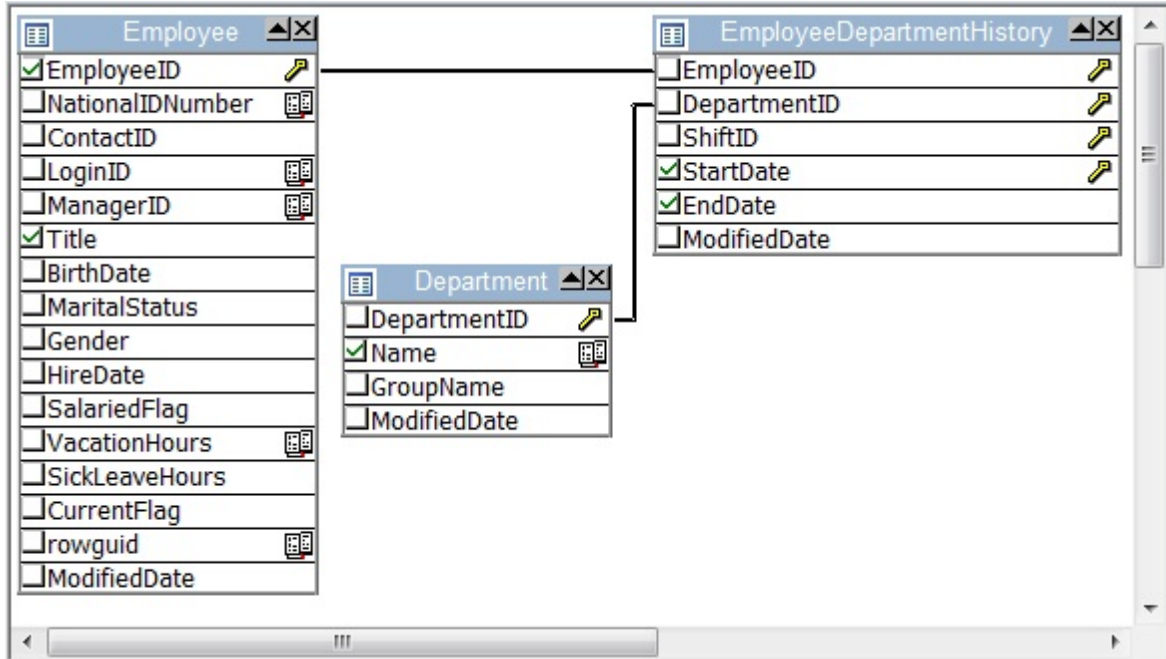 Employee
EmployeeID
NationalIDNumber
ContactID
LoginID
ManagerID
Title
BirthDate
MaritalStatus
Gender
HireDate
SalariedFlag
VacationHours
SickLeaveHours
CurrentFlag
rowguid
ModifiedDate
Department
DepartmentID
Name
GroupName
ModifiedDate
EmployeeDepartmentHistory
EmployeeID
DepartmentID
ShiftID
StartDate
EndDate
ModifiedDate